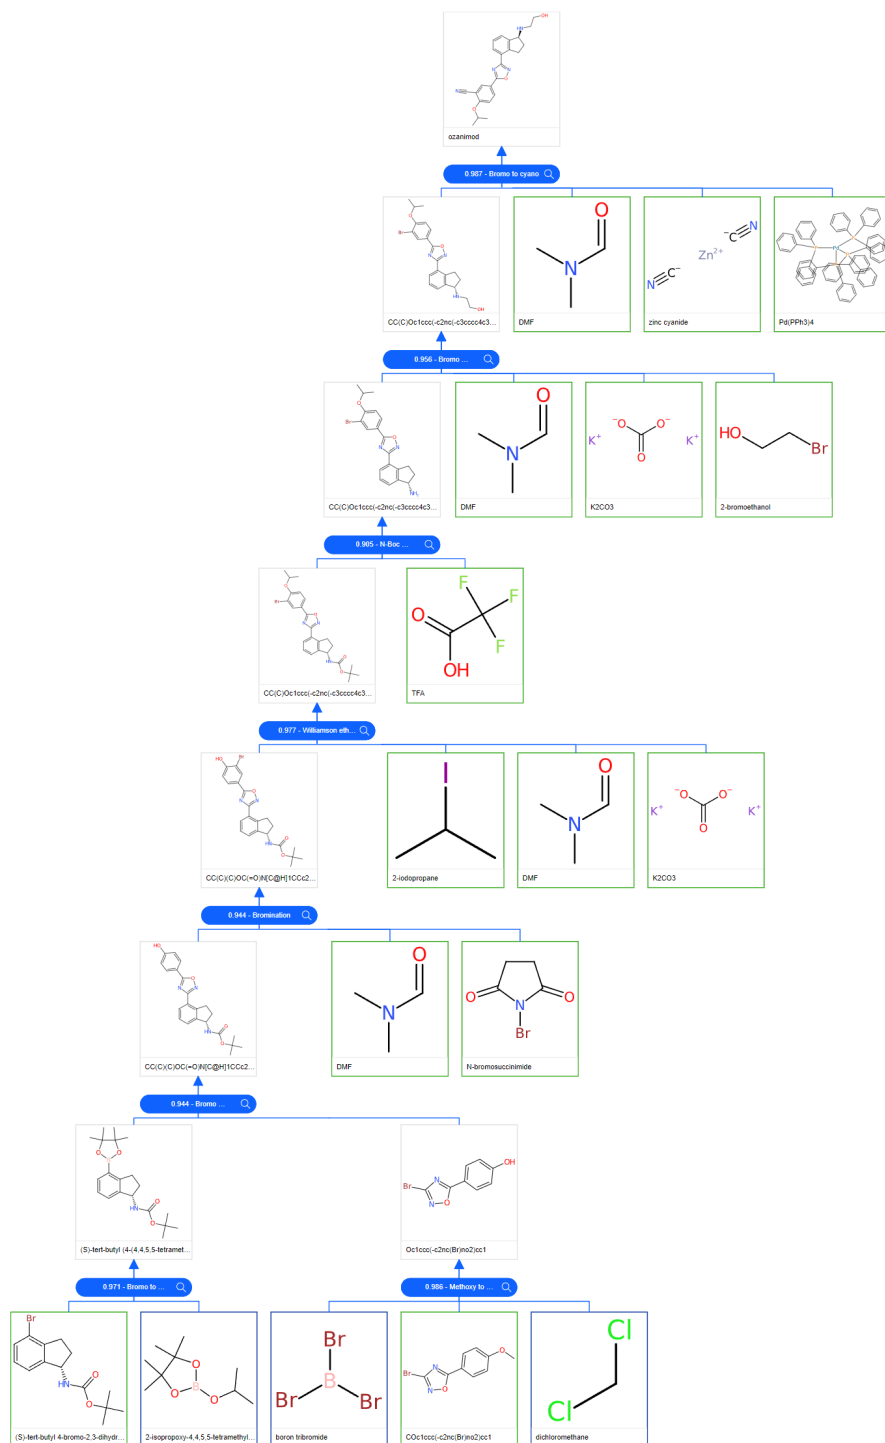 ozanimod
0.987 - Bromo to cyano
CC(C)Oc1ccc(-c2nc(-c3cccc4c3...
DMF
zinc cyanide
Pd(PPh3)4
0.956 - Bromo ...
CC(C)Oc1ccc(-c2nc(-c3cccc4c3...
DMF
K2CO3
2-bromoethanol
0.905 - N-Boc ...
CC(C)Oc1ccc(-c2nc(-c3cccc4c3...
TFA
0.977 - Williamson eth...
CC(C)(C)OC(=O)N[C@H]1CCc2...
2-iodopropane
DMF
K2CO3
0.944 - Bromination
CC(C)(C)OC(=O)N[C@H]1CCc2...
DMF
N-bromosuccinimide
0.944 - Bromo ...
(S)-tert-butyl (4-(4,4,5,5-tetramet...
Oc1ccc(-c2nc(Br)no2)cc1
0.971 - Bromo to ...
0.986 - Methoxy to ...
(S)-tert-butyl 4-bromo-2,3-dihydr...
2-isopropoxy-4,4,5,5-tetramethyl...
boron tribromide
COc1ccc(-c2nc(Br)no2)cc1
dichloromethane